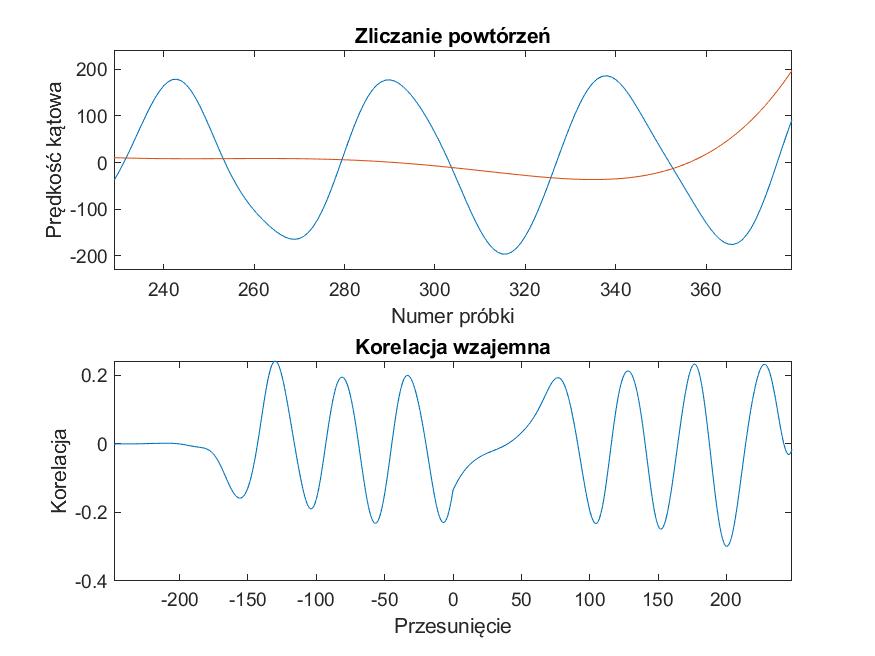 Zliczanie powtórzeń
200
100
0
-100
-200
Prędkość kątowa
240 260 280 300 320 340 360
Numer próbki
Korelacja wzajemna
0.2
0
-0.2
-0.4
Korelacja
-200 -150 -100 -50 0 50 100 150 200
Przesunięcie